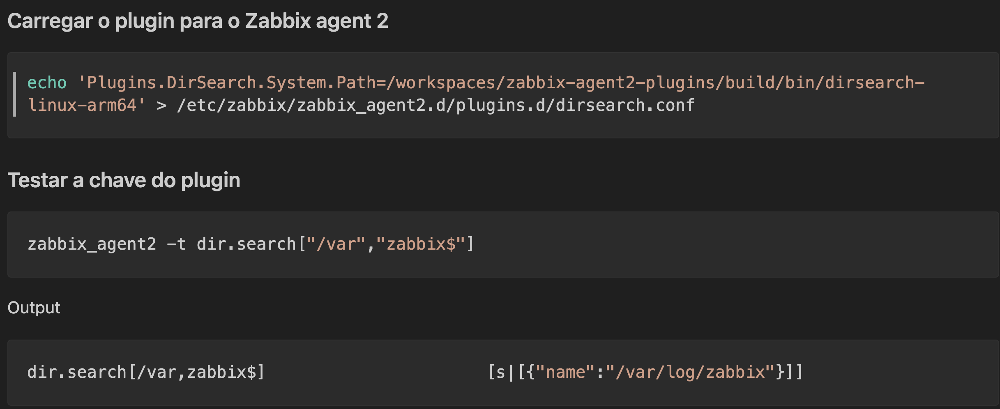 Carregar o plugin para o Zabbix agent 2
echo 'Plugins.DirSearch.System.Path=/workspaces/zabbix-agent2-plugins/build/bin/dirsearch-
linux-arm64' > /etc/zabbix/zabbix_agent2.d/plugins.d/dirsearch.conf
Testar a chave do plugin
zabbix_agent2 -t dir.search["/var","zabbix$"]
Output
dir.search[/var,zabbix$]                      [s|[{"name":"/var/log/zabbix"}]]